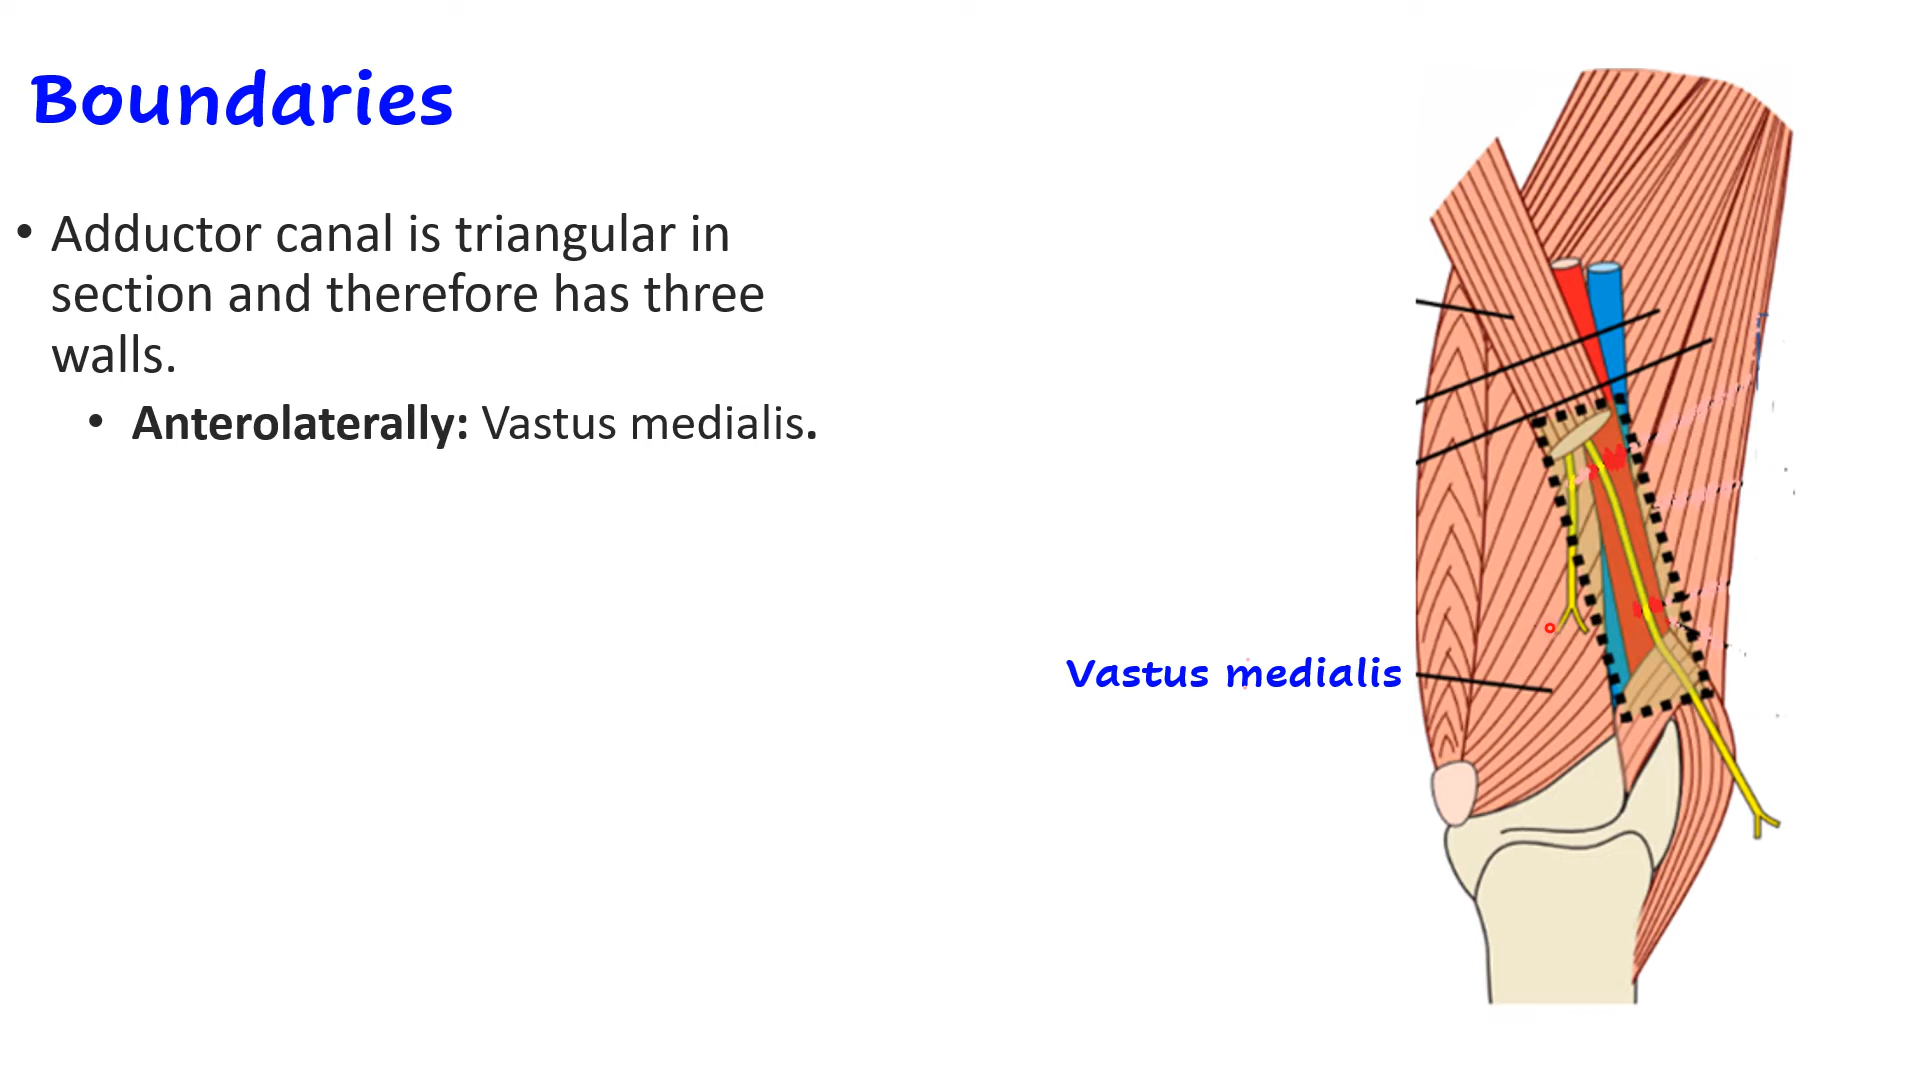 Boundaries
• Adductor canal is triangular in
section and therefore has three
walls.
• Anterolaterally: Vastus medialis.
Vastus medialis